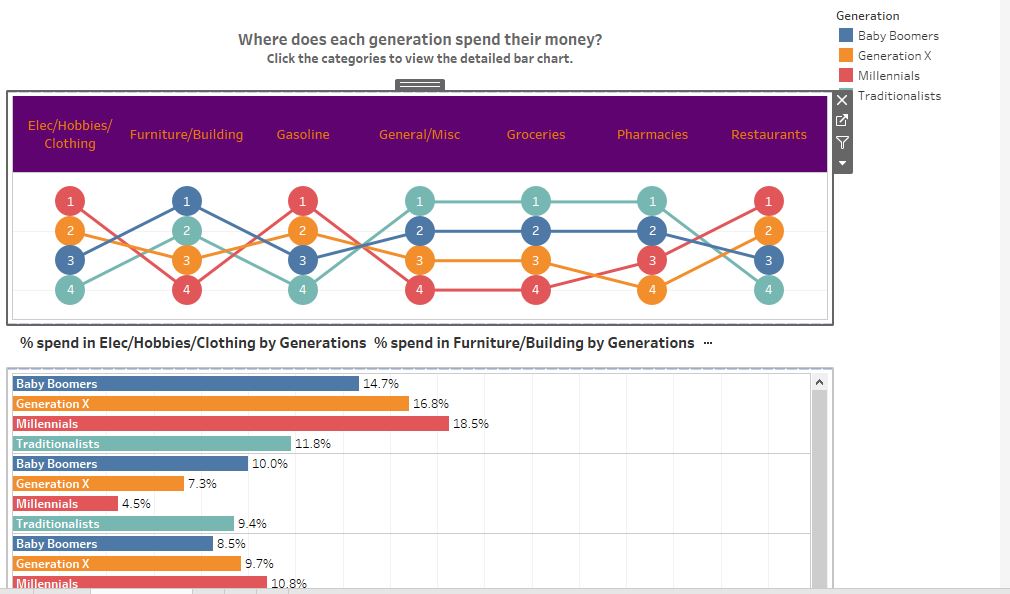 Generation
Baby Boomers
Generation X
Millennials
Traditionalists
Where does each generation spend their money?
Click the categories to view the detailed bar chart.
Elec/Hobbies/
Clothing
Furniture/Building
Gasoline
General/Misc
Groceries
Pharmacies
Restaurants
1 1 1 1 1 1 1
2 2 2 2 2 2 2
3 3 3 3 3 3 3
4 4 4 4 4 4 4
% spend in Elec/Hobbies/Clothing by Generations % spend in Furniture/Building by Generations ...
Baby Boomers 14.7%
Generation X 16.8%
Millennials 18.5%
Traditionalists 11.8%
Baby Boomers 10.0%
Generation X 7.3%
Millennials 4.5%
Traditionalists 9.4%
Baby Boomers 8.5%
Generation X 9.7%
Millennials 10.8%